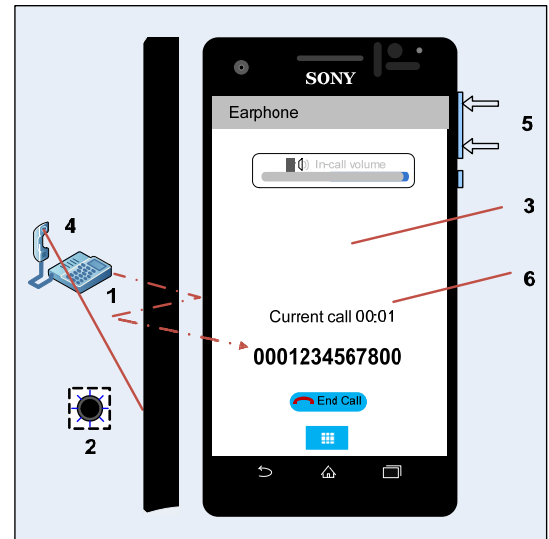 SONY
Earphone
In-call volume
5
3
4
6
1
Current call 00:01
0001234567800
End Call
2